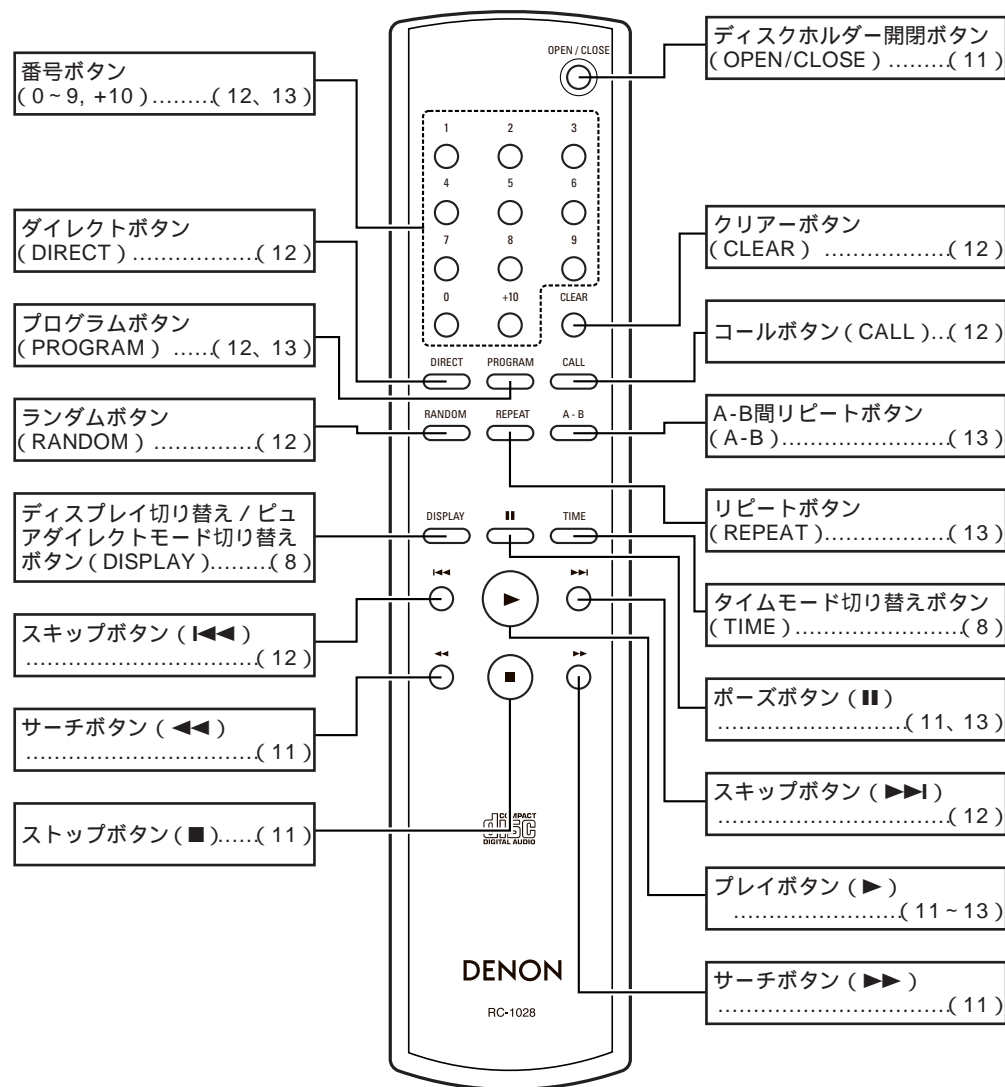 番号ボタン
( 0 ~ 9, +10 ).........( 12、13 )
ダイレクトボタン
( DIRECT ) ..................( 12 )
プログラムボタン
( PROGRAM ) ......( 12、13 )
ランダムボタン
( RANDOM ) ...............( 12 )
ディスプレイ切り替え / ピュ
アダイレクトモード切り替え
ボタン ( DISPLAY ).........( 8 )
スキップボタン ( I◀◀ )
.................................( 12 )
サーチボタン ( ◀◀ )
.................................( 11 )
ストップボタン ( ■ )......( 11 )
OPEN / CLOSE
1 2 3
4 5 6
7 8 9
0 +10 CLEAR
DIRECT PROGRAM CALL
RANDOM REPEAT A - B
DISPLAY ▮▮ TIME
I◀◀ ▶ ▶▶I
◀◀ ■ ▶▶
COMPACT
disc
DIGITAL AUDIO
DENON
RC-1028
ディスクホルダー開閉ボタン
( OPEN/CLOSE ) .........( 11 )
クリアーボタン
( CLEAR ) ..................( 12 )
コールボタン ( CALL )...( 12 )
A-B間リピートボタン
( A-B )........................( 13 )
リピートボタン
( REPEAT )..................( 13 )
タイムモード切り替えボタン
( TIME )........................( 8 )
ポーズボタン ( ▮▮ )
...........................( 11、13 )
スキップボタン ( ▶▶I )
.................................( 12 )
プレイボタン ( ▶ )
........................( 11 ~ 13 )
サーチボタン ( ▶▶ )
.................................( 11 )